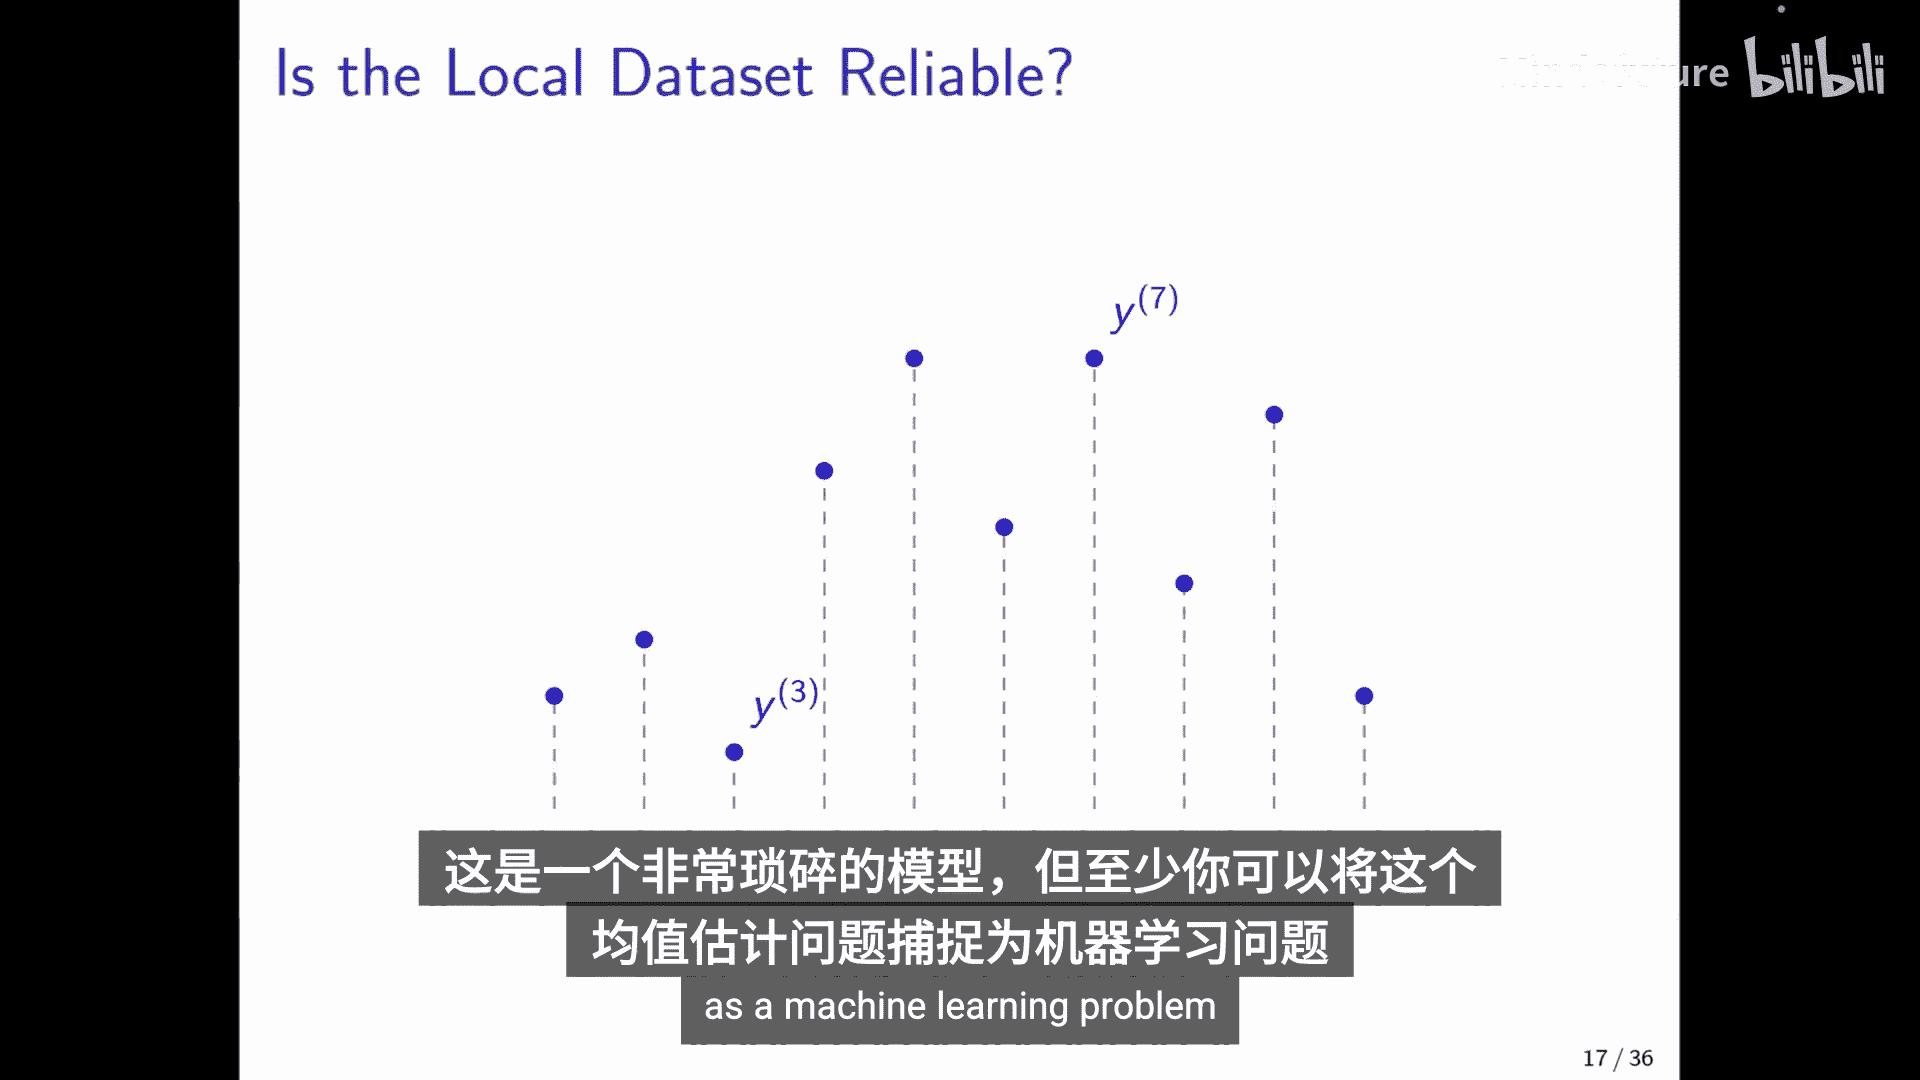 Is the Local Dataset Reliable?
bilibili
y(7)
y(3)
这是一个非常琐碎的模型，但至少你可以将这个
均值估计问题捕捉为机器学习问题
as a machine learning problem
17 / 36